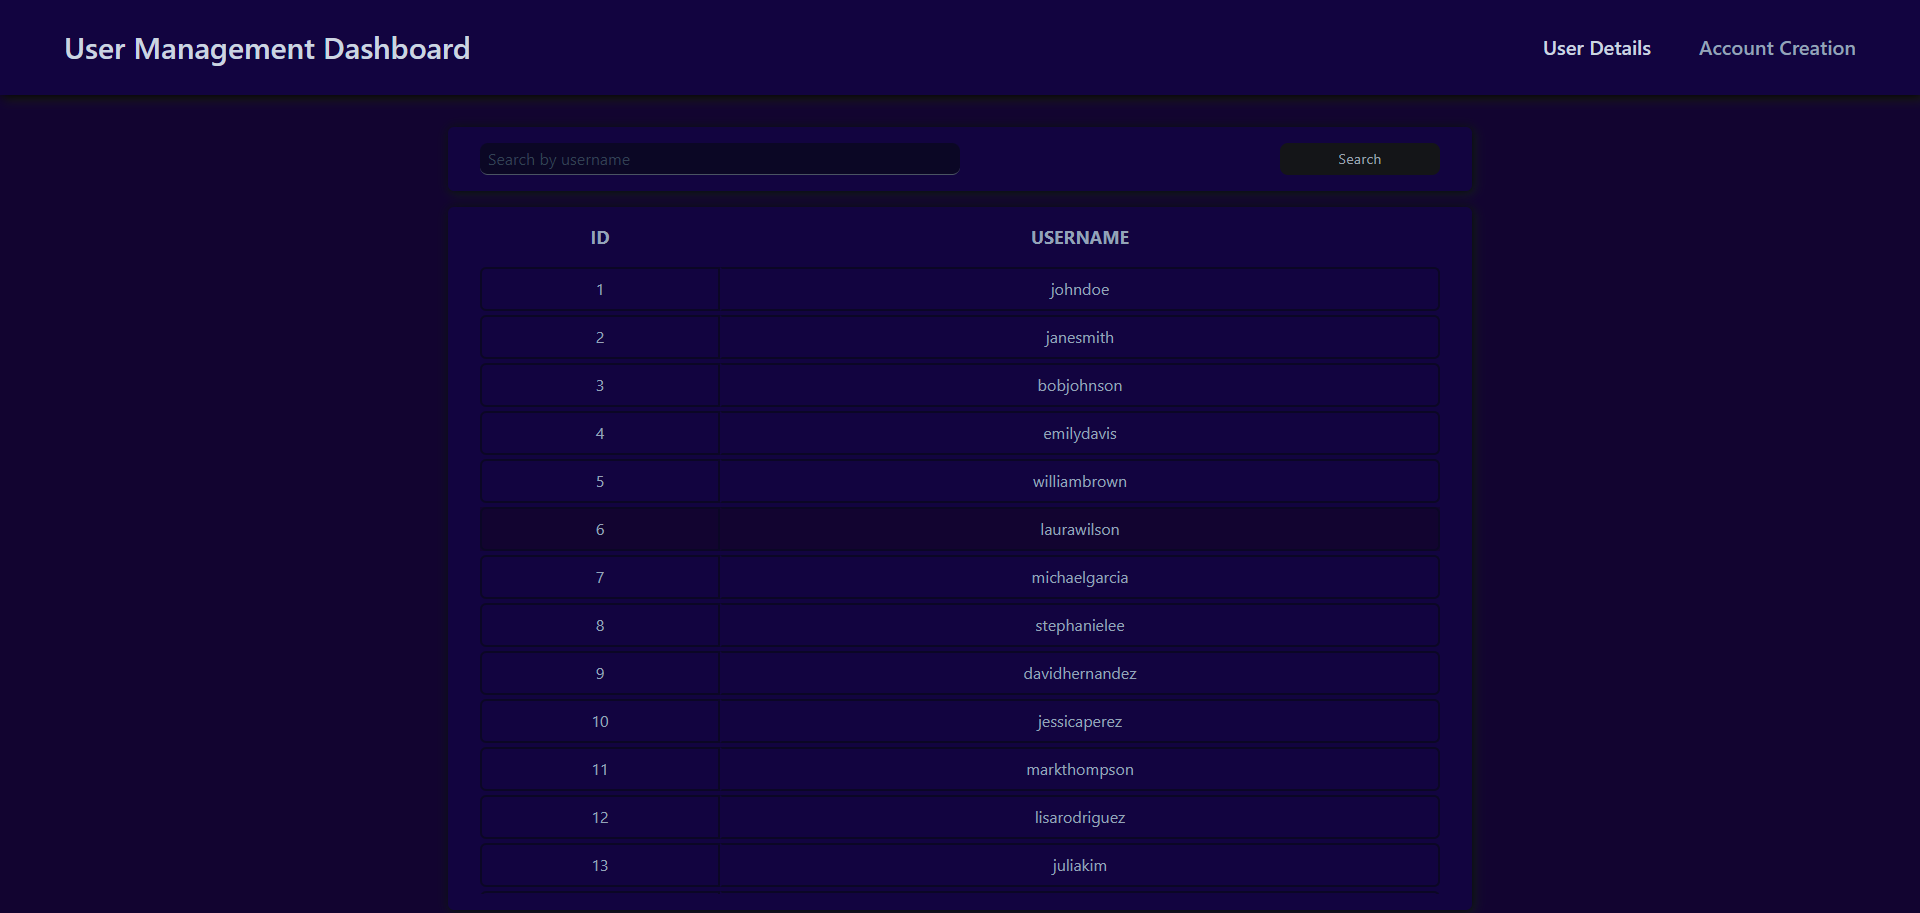 User Management Dashboard
User Details Account Creation
Search by username Search
ID USERNAME
1 johndoe
2 janesmith
3 bobjohnson
4 emilydavis
5 williambrown
6 laurawilson
7 michaelgarcia
8 stephanielee
9 davidhernandez
10 jessicaperez
11 markthompson
12 lisarodriguez
13 juliakim